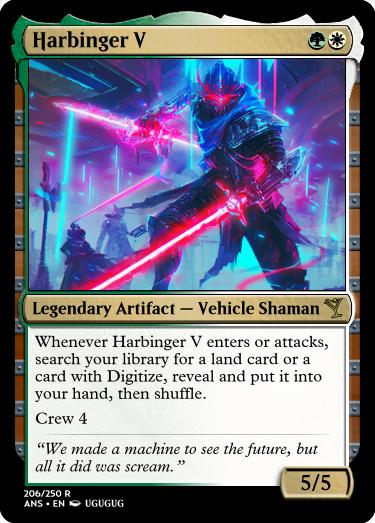 Harbinger V
Legendary Artifact — Vehicle Shaman
Whenever Harbinger V enters or attacks,
search your library for a land card or a
card with Digitize, reveal and put it into
your hand, then shuffle.
Crew 4
“We made a machine to see the future, but
all it did was scream.”
5/5
206/250 R
ANS • EN UGUGUG